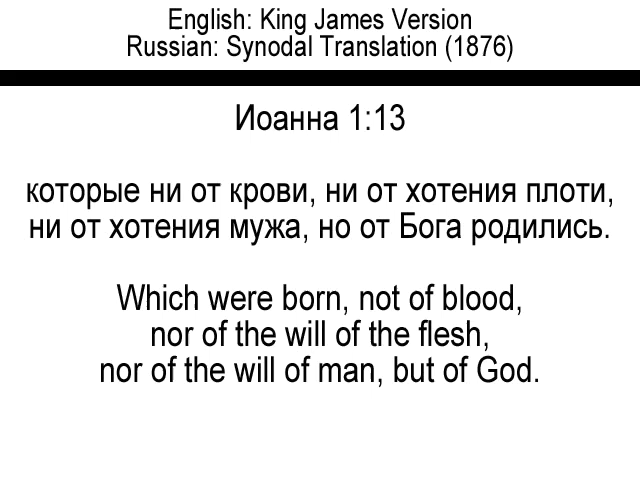 English: King James Version
Russian: Synodal Translation (1876)
Иоанна 1:13
которые ни от крови, ни от хотения плоти,
ни от хотения мужа, но от Бога родились.
Which were born, not of blood,
nor of the will of the flesh,
nor of the will of man, but of God.